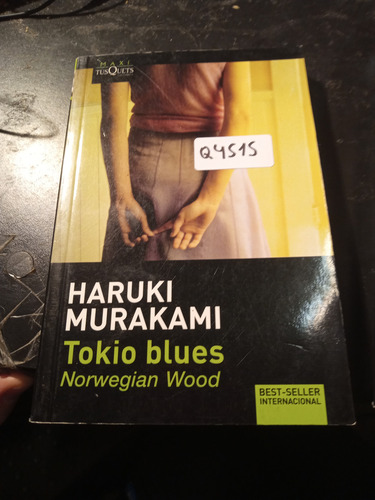 MAXI
TUSQUETS
Q4515
HARUKI
MURAKAMI
Tokio blues
Norwegian Wood
BEST-SELLER
INTERNACIONAL